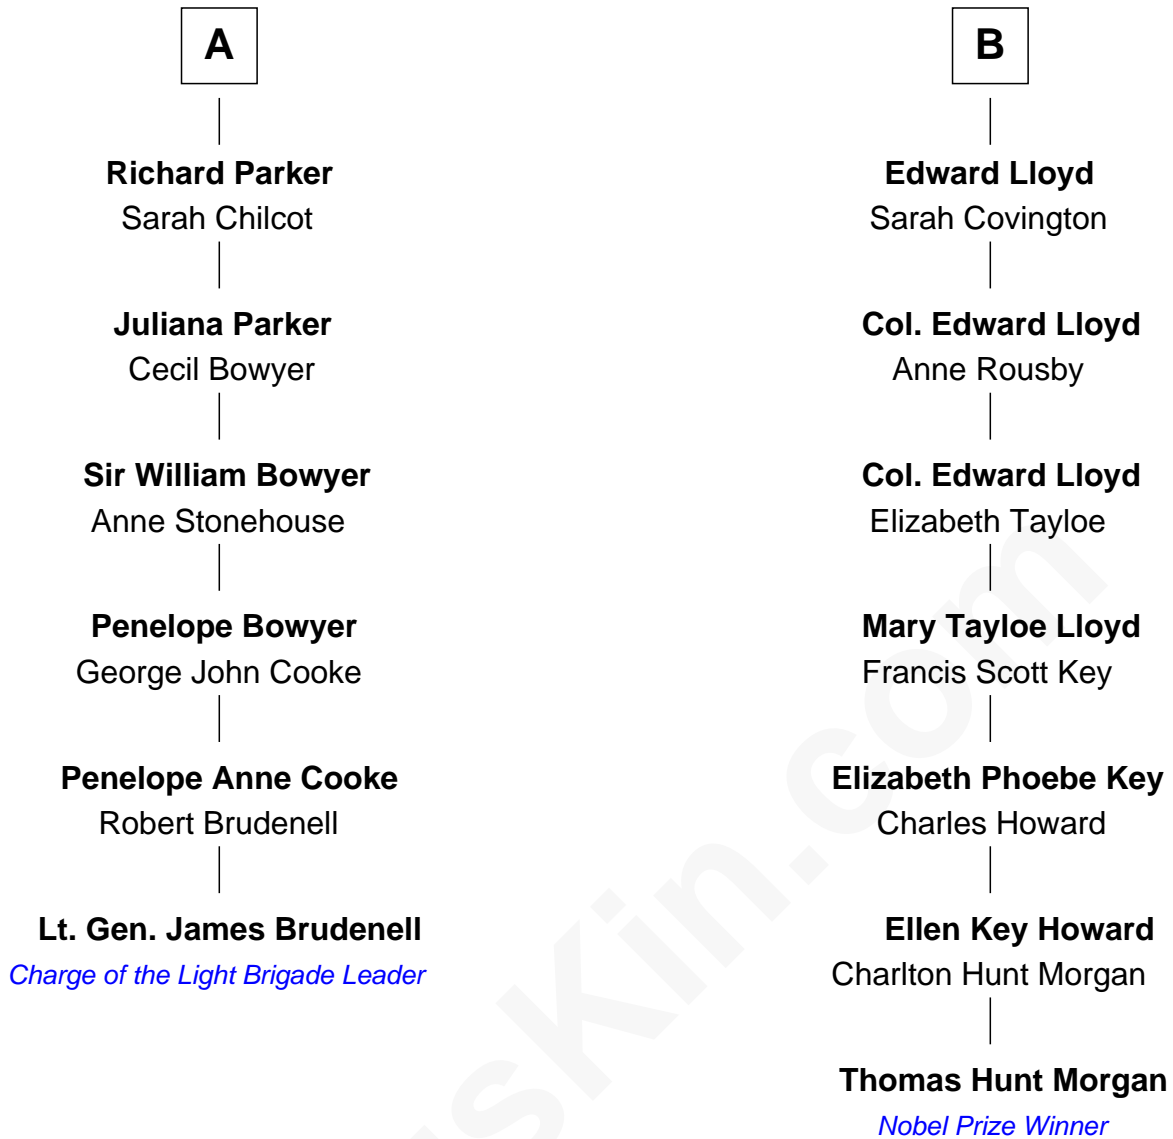 A
Richard Parker
Sarah Chilcot
Juliana Parker
Cecil Bowyer
Sir William Bowyer
Anne Stonehouse
Penelope Bowyer
George John Cooke
Penelope Anne Cooke
Robert Brudenell
Lt. Gen. James Brudenell
Charge of the Light Brigade Leader
B
Edward Lloyd
Sarah Covington
Col. Edward Lloyd
Anne Rousby
Col. Edward Lloyd
Elizabeth Tayloe
Mary Tayloe Lloyd
Francis Scott Key
Elizabeth Phoebe Key
Charles Howard
Ellen Key Howard
Charlton Hunt Morgan
Thomas Hunt Morgan
Nobel Prize Winner
usKin.com